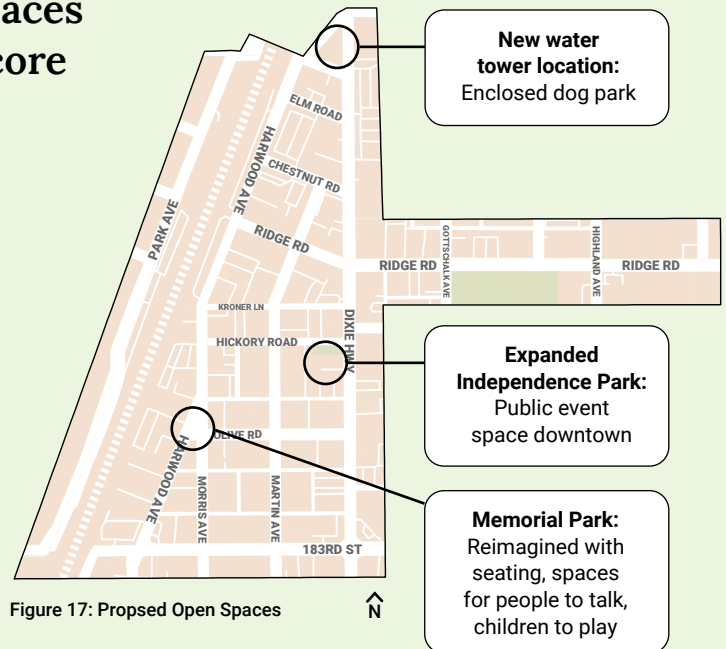 aces
core
New water
tower location:
Enclosed dog park
ELM ROAD
HARWOOD AVE
CHESTNUT RD
PARK AVE
RIDGE RD
GOTTSCHALK AVE
HIGHLAND AVE
RIDGE RD
RIDGE RD
KRONER LN
DIXIE HWY
HICKORY ROAD
Expanded
Independence Park:
Public event
space downtown
OLIVE RD
HARWOOD AVE
MORRIS AVE
MARTIN AVE
183RD ST
Memorial Park:
Reimagined with
seating, spaces
for people to talk,
children to play
Figure 17: Propsed Open Spaces
N